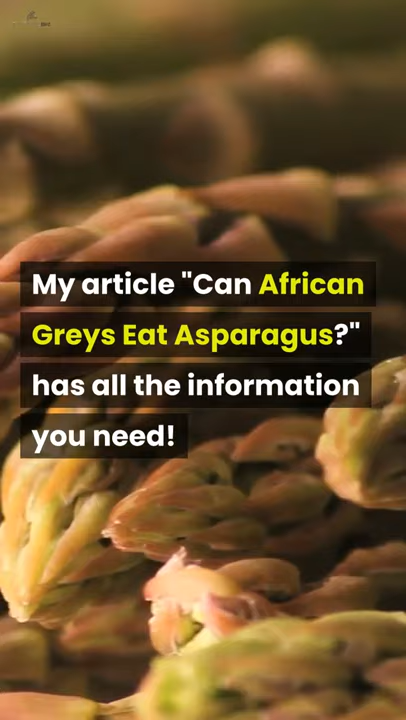 My article "Can African
Greys Eat Asparagus?"
has all the information
you need!